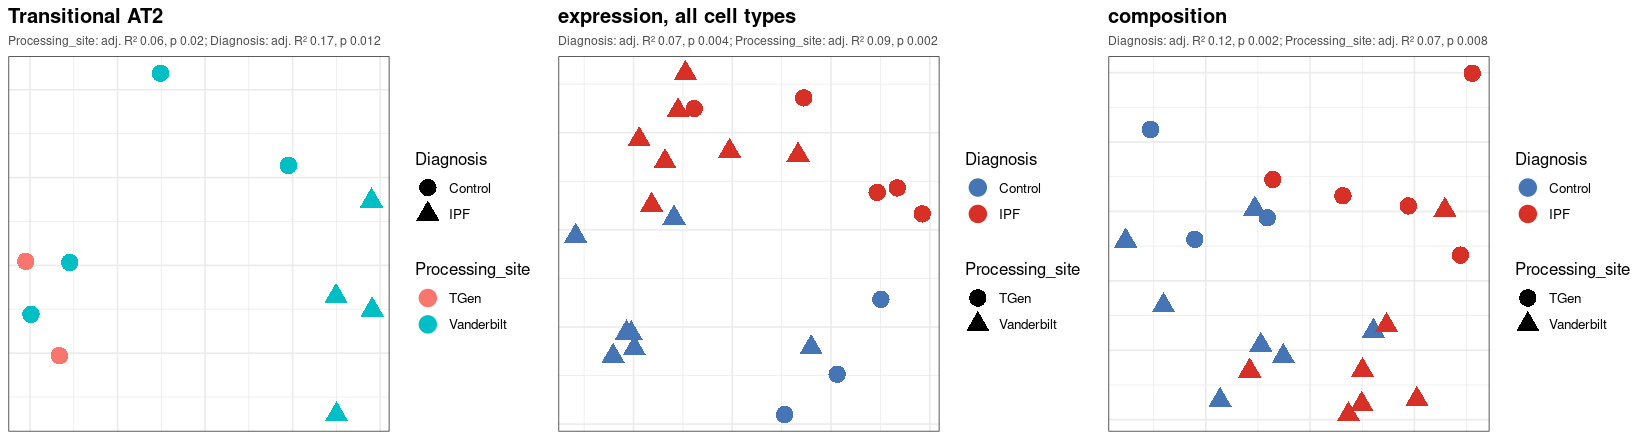 Transitional AT2
Processing_site: adj. R² 0.06, p 0.02; Diagnosis: adj. R² 0.17, p 0.012
Diagnosis
Control
IPF
Processing_site
TGen
Vanderbilt
expression, all cell types
Diagnosis: adj. R² 0.07, p 0.004; Processing_site: adj. R² 0.09, p 0.002
Diagnosis
Control
IPF
Processing_site
TGen
Vanderbilt
composition
Diagnosis: adj. R² 0.12, p 0.002; Processing_site: adj. R² 0.07, p 0.008
Diagnosis
Control
IPF
Processing_site
TGen
Vanderbilt